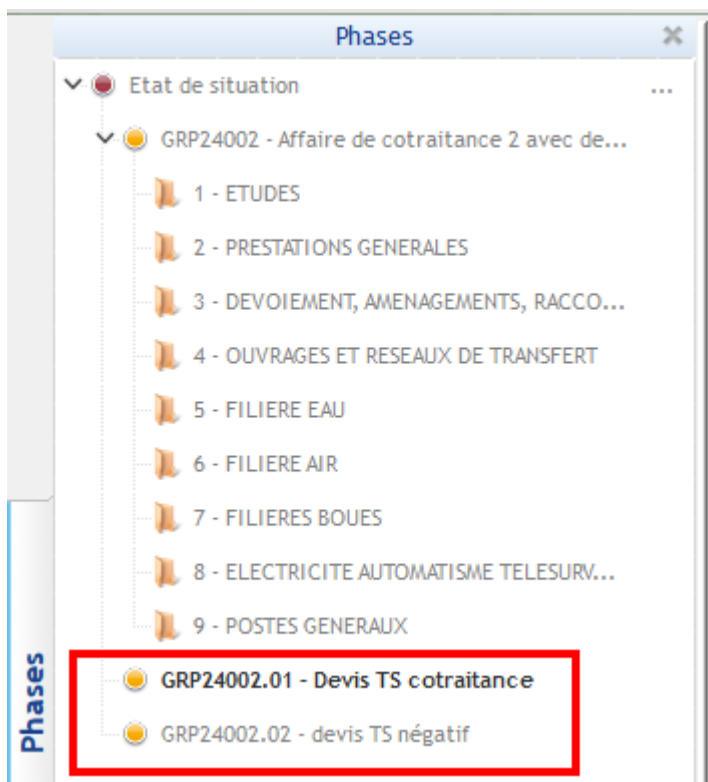 Phases
Etat de situation ...
GRP24002 - Affaire de cotraitance 2 avec de...
1 - ETUDES
2 - PRESTATIONS GENERALES
3 - DEVOIEMENT, AMENAGEMENTS, RACCO...
4 - OUVRAGES ET RESEAUX DE TRANSFERT
5 - FILIERE EAU
6 - FILIERE AIR
7 - FILIERES BOUES
8 - ELECTRICITE AUTOMATISME TELESURV...
9 - POSTES GENERAUX
GRP24002.01 - Devis TS cotraitance
GRP24002.02 - devis TS négatif
Phases